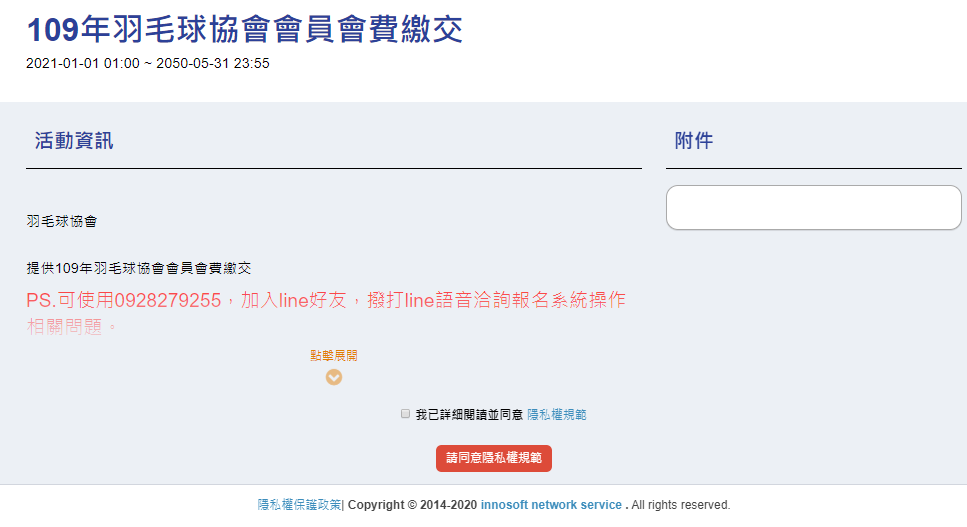 109年羽毛球協會會員會費繳交
2021-01-01 01:00 ~ 2050-05-31 23:55
活動資訊
附件
羽毛球協會
提供109年羽毛球協會會員會費繳交
PS.可使用0928279255，加入line好友，撥打line語音洽詢報名系統操作
相關問題。
點擊展開
我已詳細閱讀並同意 隱私權規範
請同意隱私權規範
隱私權保護政策| Copyright © 2014-2020 innosoft network service . All rights reserved.